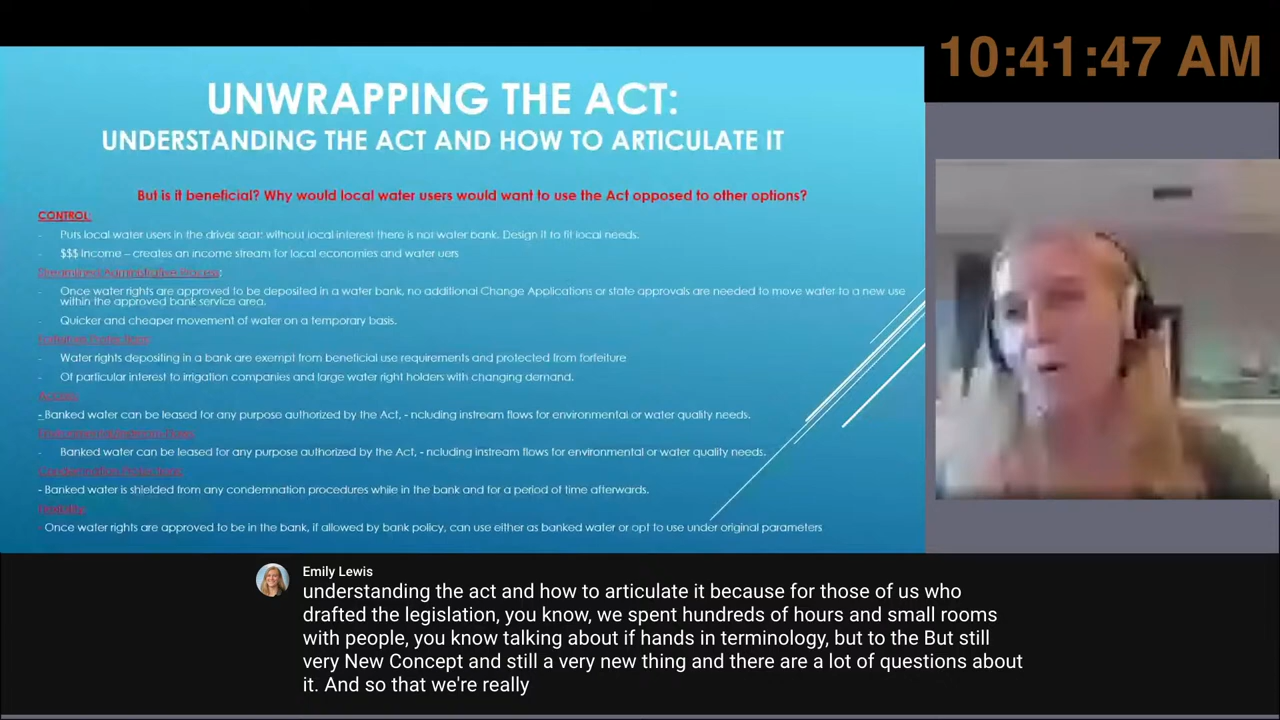 10:41:47 AM
UNWRAPPING THE ACT:
UNDERSTANDING THE ACT AND HOW TO ARTICULATE IT
But is it beneficial? Why would local water users would want to use the Act opposed to other options?
CONTROL:
- Puts local water users in the driver seat: without local interest there is not water bank. Design it to fit local needs.
- $$$ Income – creates an income stream for local economies and water uers
Streamlined Administrative Process:
- Once water rights are approved to be deposited in a water bank, no additional Change Applications or state approvals are needed to move water to a new use
within the approved bank service area.
- Quicker and cheaper movement of water on a temporary basis.
- Water rights depositing in a bank are exempt from beneficial use requirements and protected from forfeiture
- Of particular interest to irrigation companies and large water right holders with changing demand.
- Banked water can be leased for any purpose authorized by the Act, - ncluding instream flows for environmental or water quality needs.
- Banked water can be leased for any purpose authorized by the Act, - ncluding instream flows for environmental or water quality needs.
- Banked water is shielded from any condemnation procedures while in the bank and for a period of time afterwards.
- Once water rights are approved to be in the bank, if allowed by bank policy, can use either as banked water or opt to use under original parameters
Emily Lewis
understanding the act and how to articulate it because for those of us who
drafted the legislation, you know, we spent hundreds of hours and small rooms
with people, you know talking about if hands in terminology, but to the But still
very New Concept and still a very new thing and there are a lot of questions about
it. And so that we're really